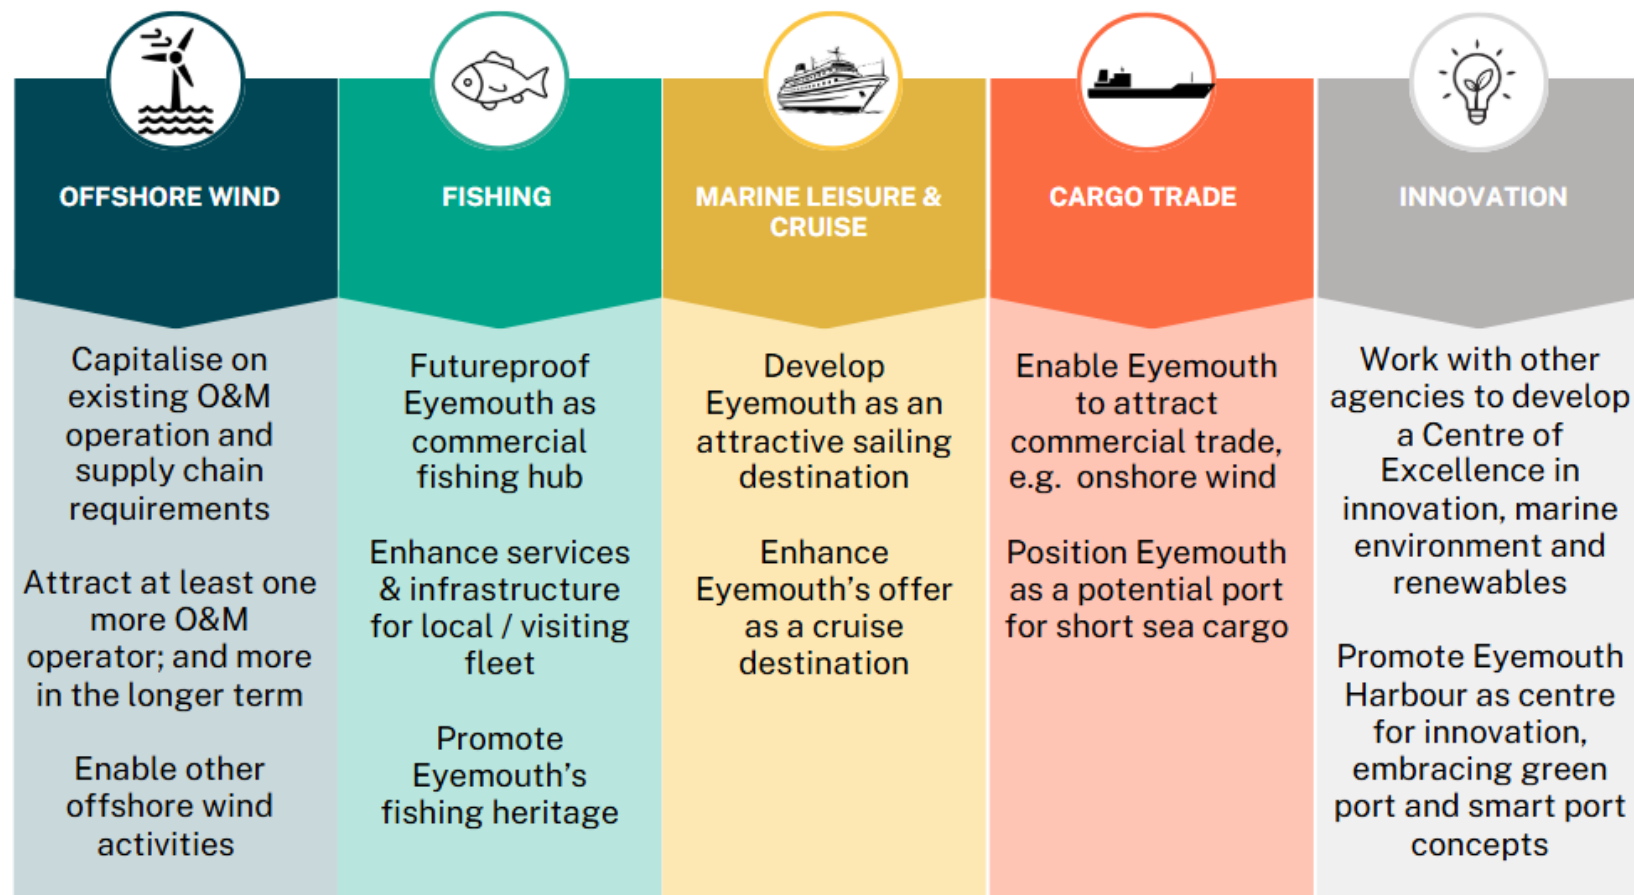 OFFSHORE WIND
Capitalise on
existing O&M
operation and
supply chain
requirements
Attract at least one
more O&M
operator; and more
in the longer term
Enable other
offshore wind
activities
FISHING
Futureproof
Eyemouth as
commercial
fishing hub
Enhance services
& infrastructure
for local / visiting
fleet
Promote
Eyemouth's
fishing heritage
MARINE LEISURE &
CRUISE
Develop
Eyemouth as an
attractive sailing
destination
Enhance
Eyemouth's offer
as a cruise
destination
CARGO TRADE
Enable Eyemouth
to attract
commercial trade,
e.g. onshore wind
Position Eyemouth
as a potential port
for short sea cargo
INNOVATION
Work with other
agencies to develop
a Centre of
Excellence in
innovation, marine
environment and
renewables
Promote Eyemouth
Harbour as centre
for innovation,
embracing green
port and smart port
concepts